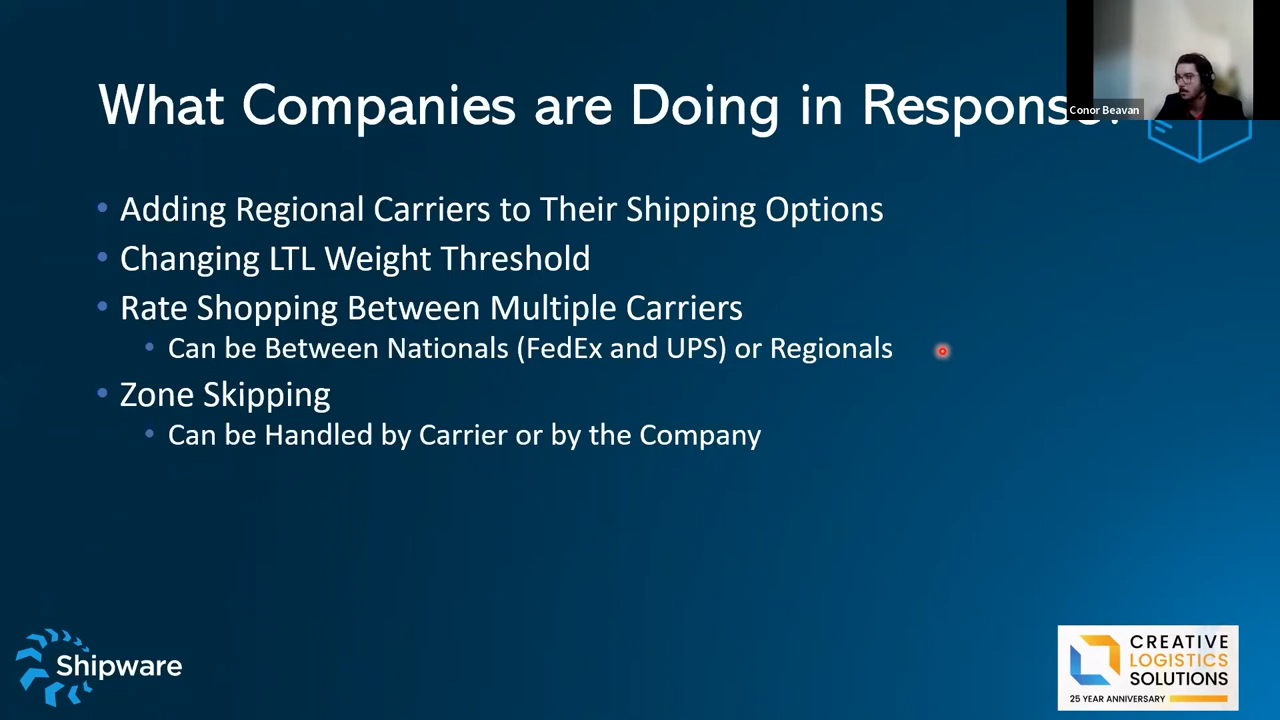 What Companies are Doing in Response?
Conor Beavan
• Adding Regional Carriers to Their Shipping Options
• Changing LTL Weight Threshold
• Rate Shopping Between Multiple Carriers
• Can be Between Nationals (FedEx and UPS) or Regionals
• Zone Skipping
• Can be Handled by Carrier or by the Company
Shipware
CREATIVE
LOGISTICS
SOLUTIONS
25 YEAR ANNIVERSARY